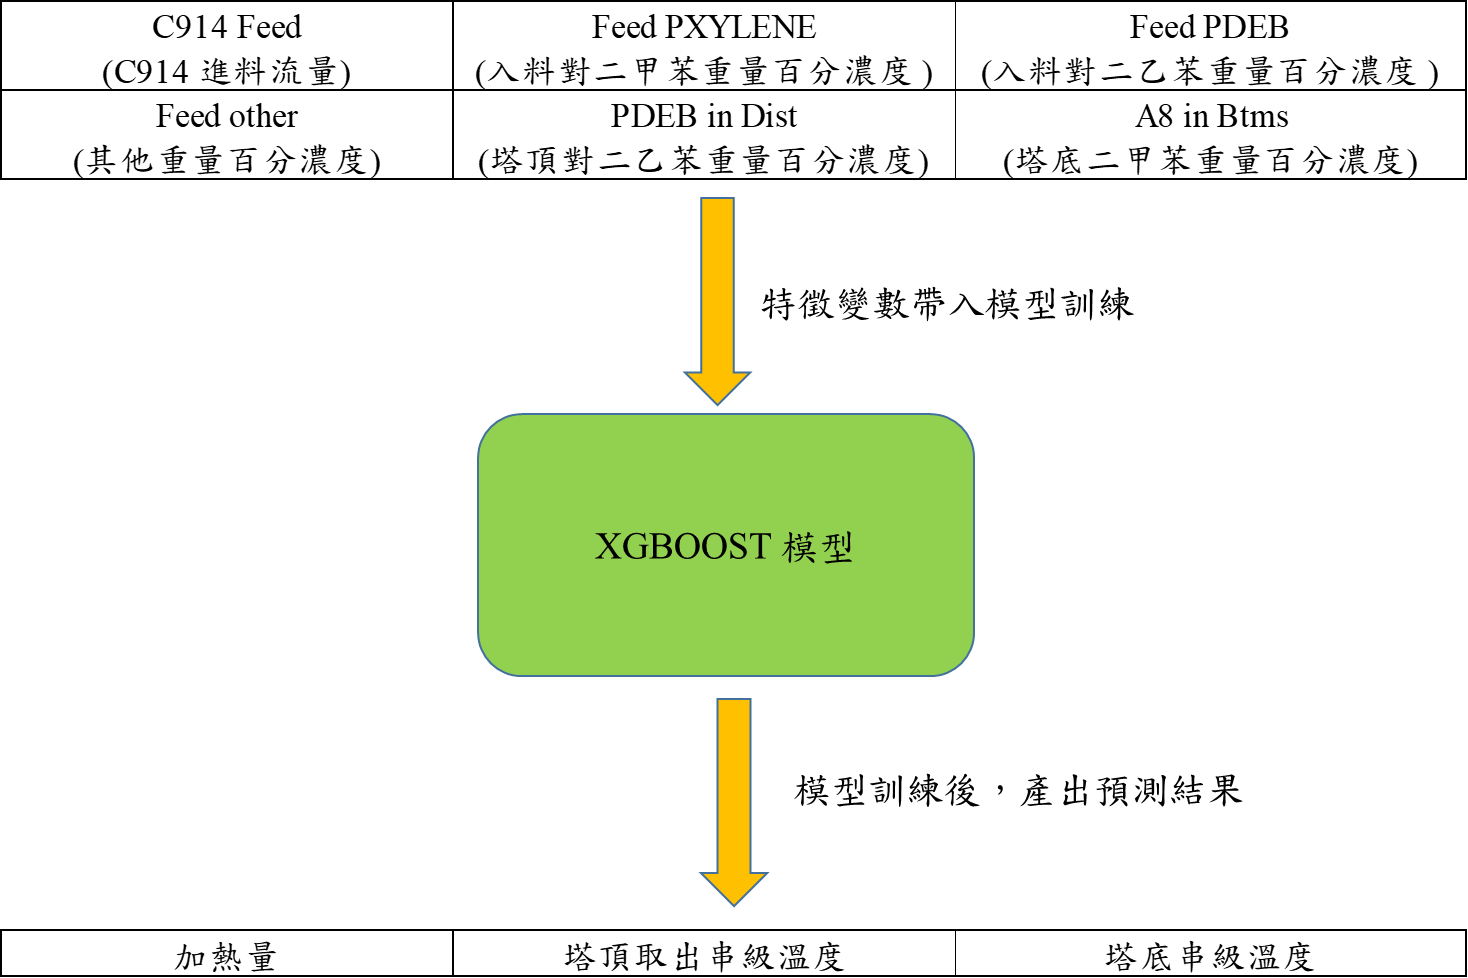 C914 Feed
(C914 進料流量)
Feed PXYLENE
(入料對二甲苯重量百分濃度)
Feed PDEB
(入料對二乙苯重量百分濃度)
Feed other
(其他重量百分濃度)
PDEB in Dist
(塔頂對二乙苯重量百分濃度)
A8 in Btms
(塔底二甲苯重量百分濃度)
特徵變數帶入模型訓練
XGBOOST 模型
模型訓練後，產出預測結果
加熱量
塔頂取出串級溫度
塔底串級溫度